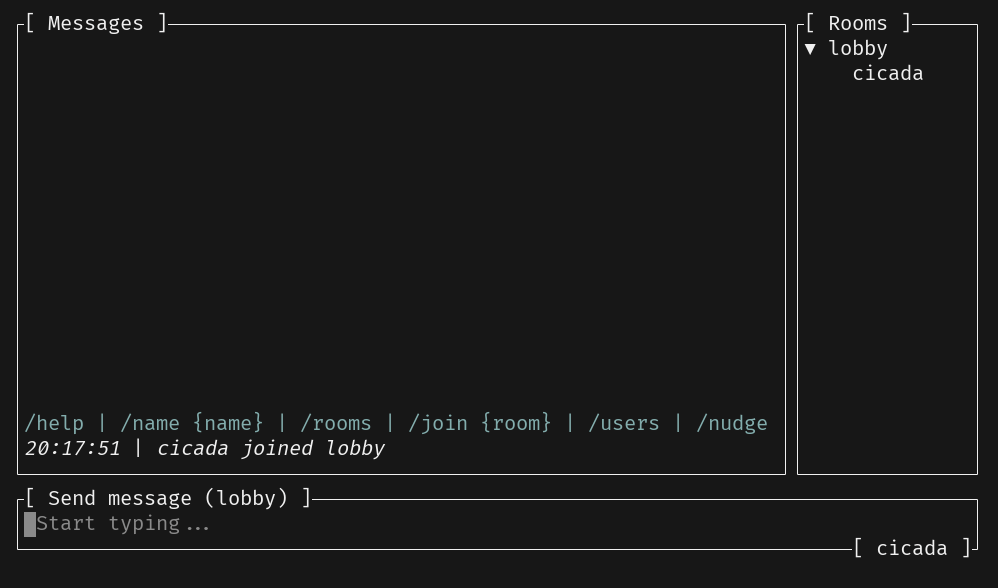 [ Messages ]
/help | /name {name} | /rooms | /join {room} | /users | /nudge
20:17:51 | cicada joined lobby
[ Rooms ]
▼ lobby
cicada
[ Send message (lobby) ]
Start typing...
[ cicada ]